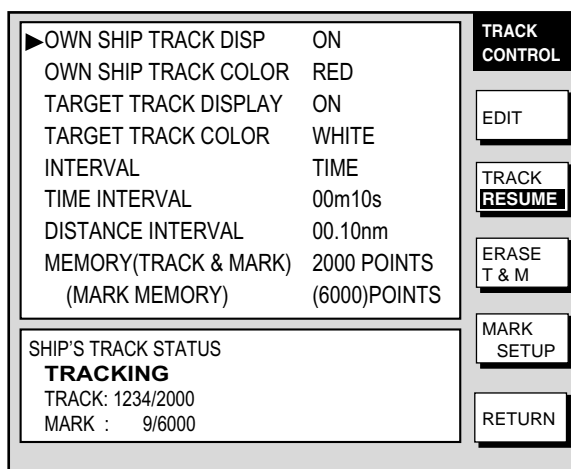 ▶OWN SHIP TRACK DISP ON
OWN SHIP TRACK COLOR RED
TARGET TRACK DISPLAY ON
TARGET TRACK COLOR WHITE
INTERVAL TIME
TIME INTERVAL 00m10s
DISTANCE INTERVAL 00.10nm
MEMORY(TRACK & MARK) 2000 POINTS
(MARK MEMORY) (6000)POINTS
SHIP'S TRACK STATUS
TRACKING
TRACK: 1234/2000
MARK : 9/6000
TRACK
CONTROL
EDIT
TRACK
RESUME
ERASE
T & M
MARK
SETUP
RETURN